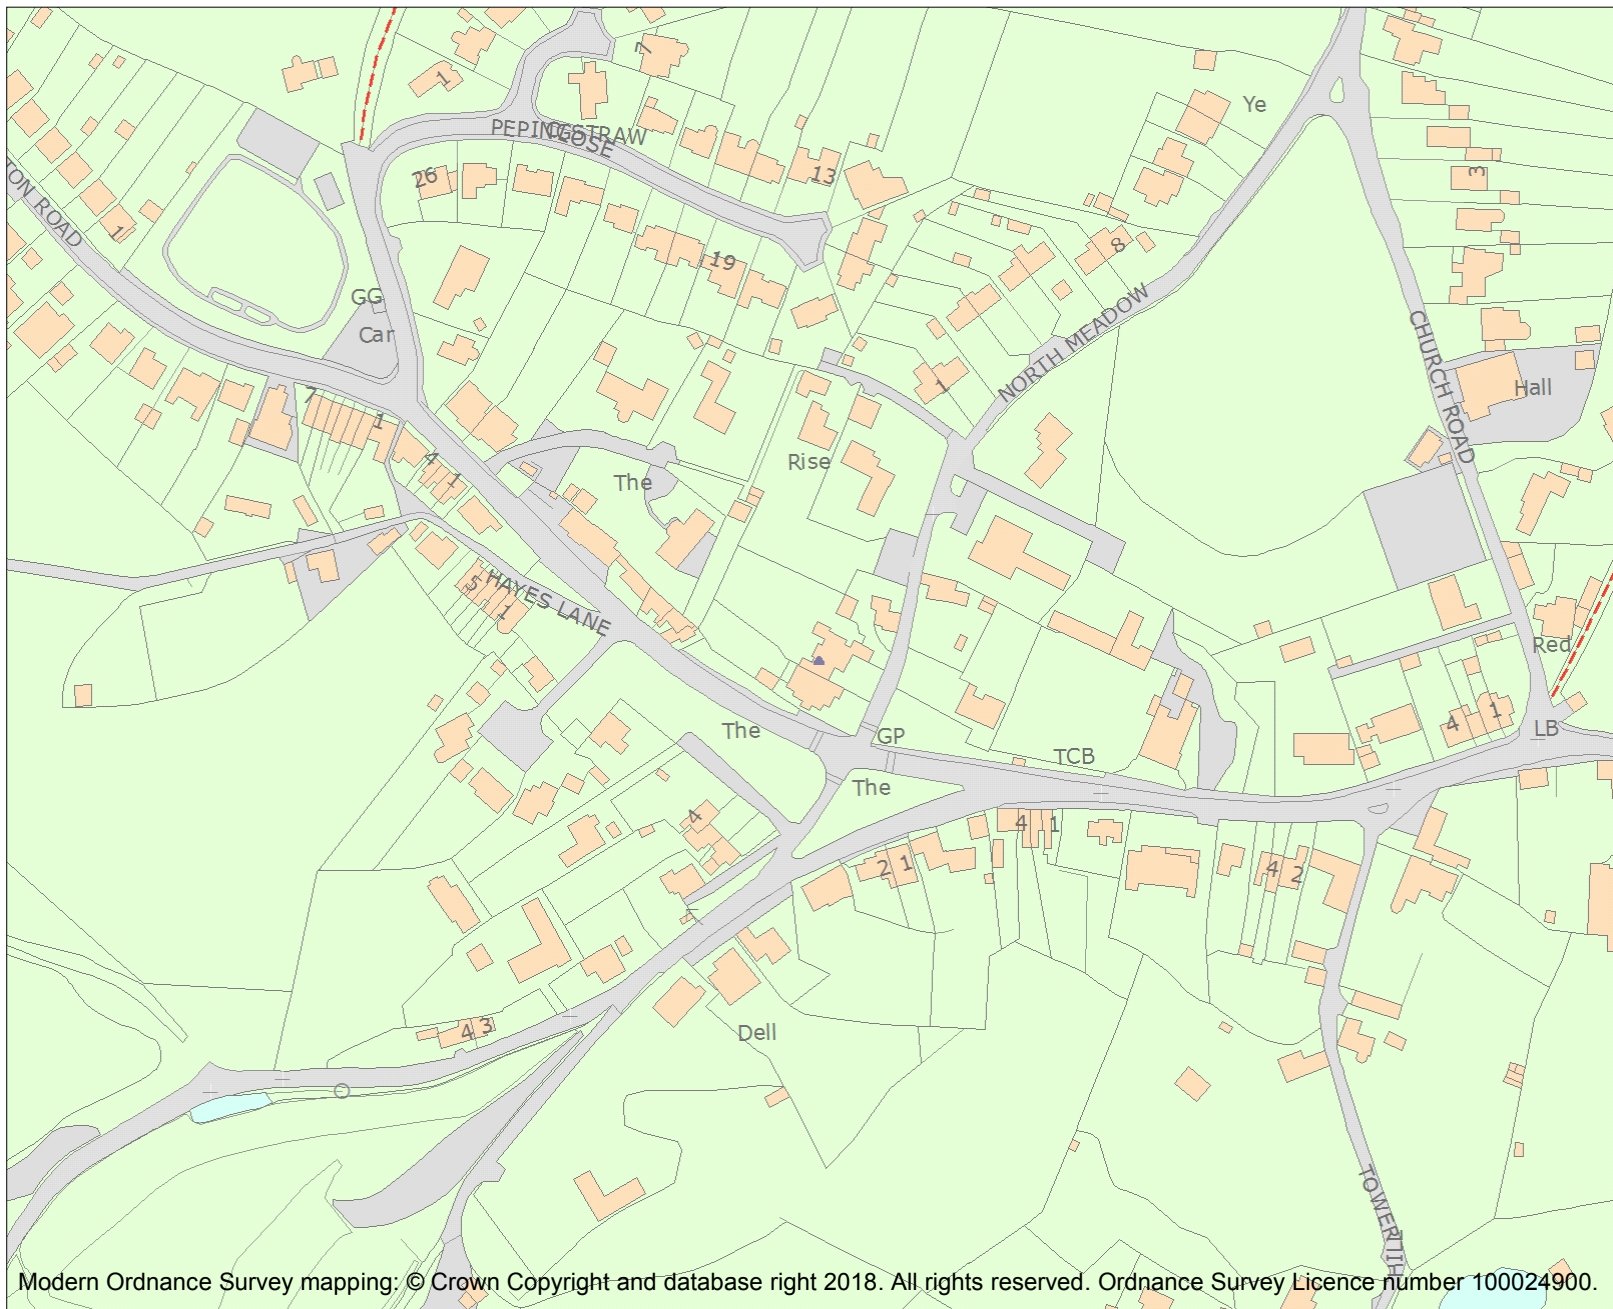 7
1
Ye
PEPINGSTRAW
CLOSE
26
13
3
TON ROAD
1
19
8
GG
Car
NORTH MEADOW
CHURCH ROAD
7
1
1
Hall
4
1
The
Rise
5
1
HAYES LANE
Red
The
GP
TCB
4
1
LB
The
4
4
1
2
1
4
2
4
3
Dell
TOWER HILL
Modern Ordnance Survey mapping: © Crown Copyright and database right 2018. All rights reserved. Ordnance Survey Licence number 100024900.